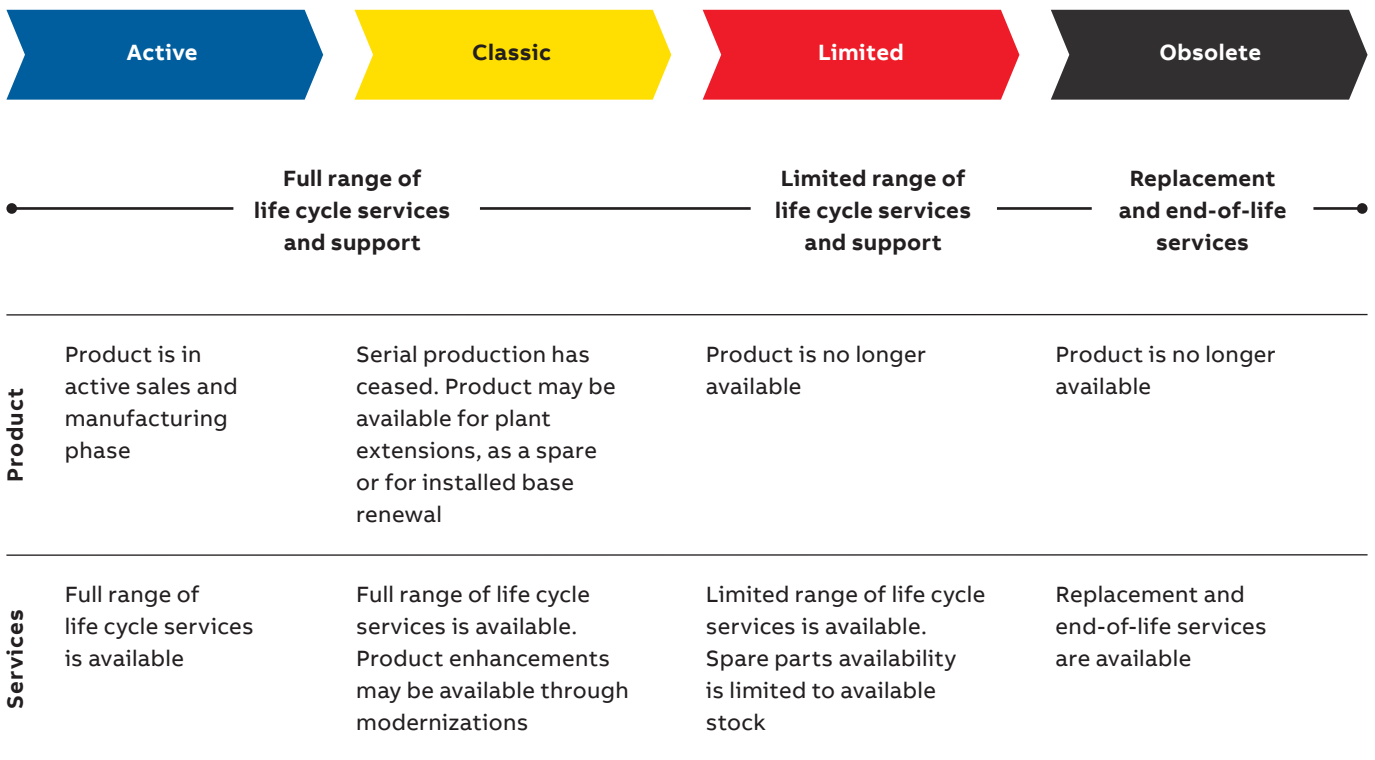 Active
Classic
Limited
Obsolete
Full range of
life cycle services
and support
Limited range of
life cycle services
and support
Replacement
and end-of-life
services
Product
Product is in
active sales and
manufacturing
phase
Serial production has
ceased. Product may be
available for plant
extensions, as a spare
or for installed base
renewal
Product is no longer
available
Product is no longer
available
Services
Full range of
life cycle services
is available
Full range of life cycle
services is available.
Product enhancements
may be available through
modernizations
Limited range of life cycle
services is available.
Spare parts availability
is limited to available
stock
Replacement and
end-of-life services
are available